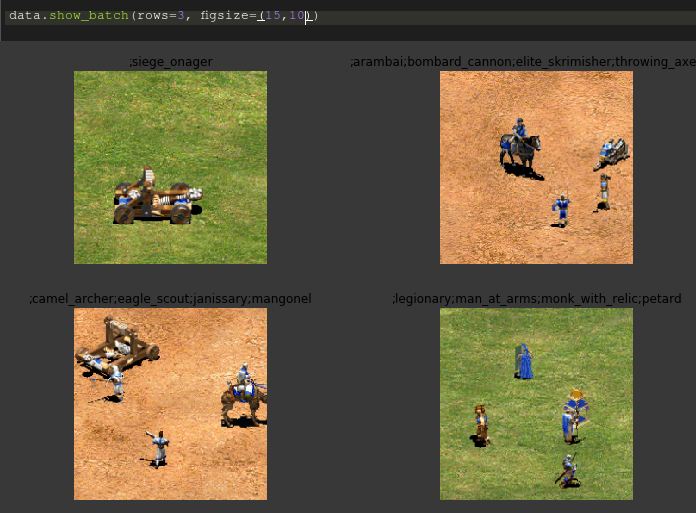 data.show_batch(rows=3, figsize=(15,10))
;siege_onager
;arambai;bombard_cannon;elite_skrimisher;throwing_axe
;camel_archer;eagle_scout;janissary;mangonel
;legionary;man_at_arms;monk_with_relic;petard